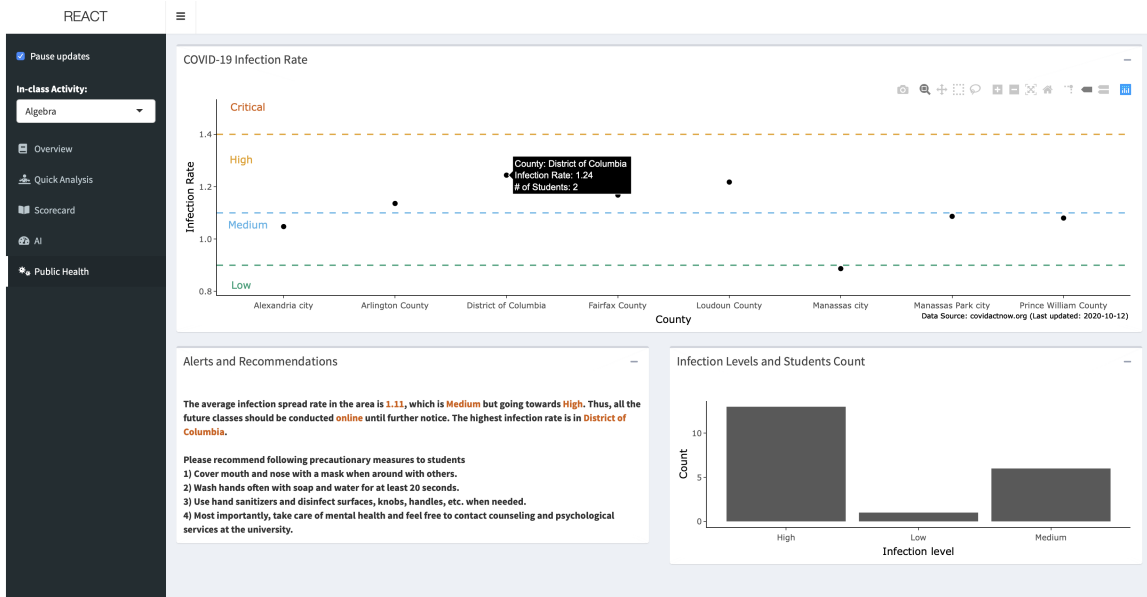 REACT
Pause updates
In-class Activity:
Algebra
Overview
Quick Analysis
Scorecard
AI
Public Health
COVID-19 Infection Rate
Critical
High
Medium
Low
Infection Rate
1.4
1.2
1.0
0.8
County: District of Columbia
Infection Rate: 1.24
# of Students: 2
Alexandria city
Arlington County
District of Columbia
Fairfax County
Loudoun County
Manassas city
Manassas Park city
Prince William County
County
Data Source: covidactnow.org (Last updated: 2020-10-12)
Alerts and Recommendations
The average infection spread rate in the area is 1.11, which is Medium but going towards High. Thus, all the
future classes should be conducted online until further notice. The highest infection rate is in District of
Columbia.
Please recommend following precautionary measures to students
1) Cover mouth and nose with a mask when around with others.
2) Wash hands often with soap and water for at least 20 seconds.
3) Use hand sanitizers and disinfect surfaces, knobs, handles, etc. when needed.
4) Most importantly, take care of mental health and feel free to contact counseling and psychological
services at the university.
Infection Levels and Students Count
Count
10
5
0
High
Low
Medium
Infection level